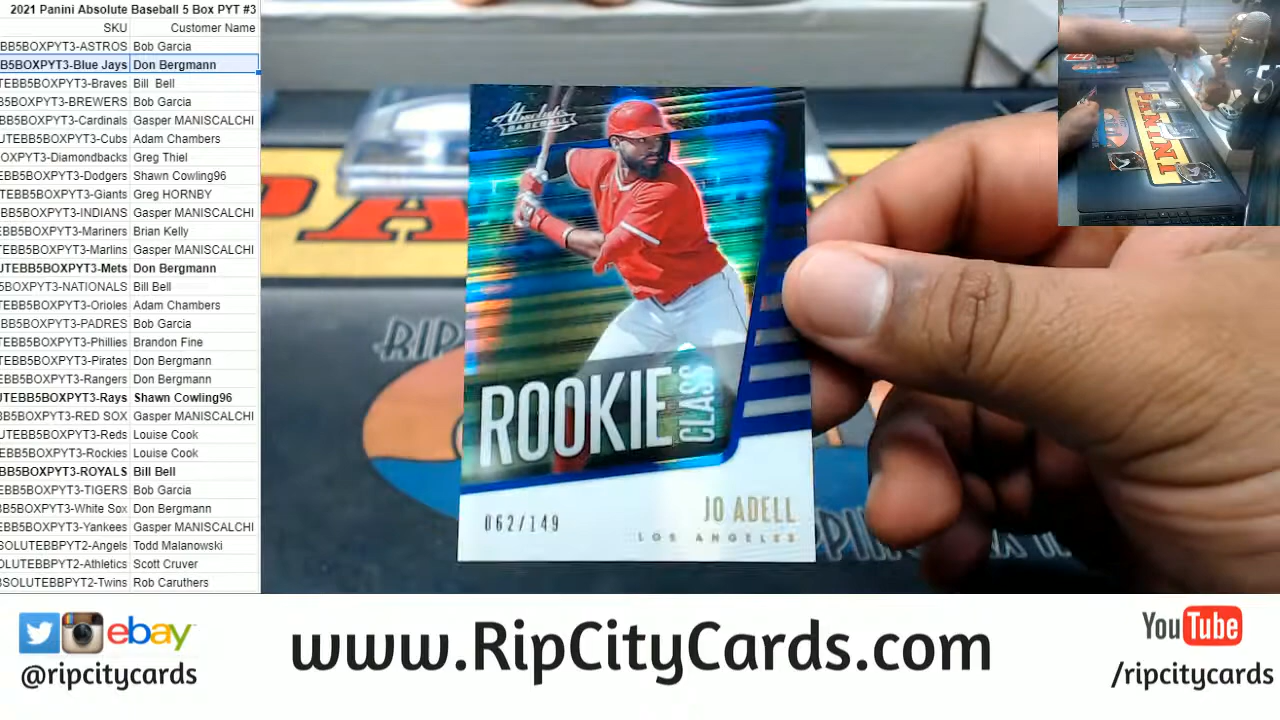 2021 Panini Absolute Baseball 5 Box PYT #3
SKU Customer Name
EBB5BOXPYT3-ASTROS Bob Garcia
B5BOXPYT3-Blue Jays Don Bergmann
TEBB5BOXPYT3-Braves Bill Bell
BB5BOXPYT3-BREWERS Bob Garcia
EBB5BOXPYT3-Cardinals Gasper MANISCALCHI
UTEBB5BOXPYT3-Cubs Adam Chambers
OXPYT3-Diamondbacks Greg Thiel
EBB5BOXPYT3-Dodgers Shawn Cowling96
TEBB5BOXPYT3-Giants Greg HORNBY
EBB5BOXPYT3-INDIANS Gasper MANISCALCHI
EBB5BOXPYT3-Mariners Brian Kelly
EBB5BOXPYT3-Marlins Gasper MANISCALCHI
UTEBB5BOXPYT3-Mets Don Bergmann
B5BOXPYT3-NATIONALS Bill Bell
EBB5BOXPYT3-Orioles Adam Chambers
EBB5BOXPYT3-PADRES Bob Garcia
EBB5BOXPYT3-Phillies Brandon Fine
TEBB5BOXPYT3-Pirates Don Bergmann
EBB5BOXPYT3-Rangers Don Bergmann
UTEBB5BOXPYT3-Rays Shawn Cowling96
BB5BOXPYT3-RED SOX Gasper MANISCALCHI
UTEBB5BOXPYT3-Reds Louise Cook
EBB5BOXPYT3-Rockies Louise Cook
BB5BOXPYT3-ROYALS Bill Bell
EBB5BOXPYT3-TIGERS Bob Garcia
BB5BOXPYT3-White Sox Don Bergmann
EBB5BOXPYT3-Yankees Gasper MANISCALCHI
SOLUTEBBPYT2-Angels Todd Malanowski
OLUTEBBPYT2-Athletics Scott Cruver
BSOLUTEBBPYT2-Twins Rob Caruthers
Absolute
BASEBALL
ROOKIE
CLASS
JO ADELL
062/149
LOS ANGELES
RIP
PANINI
ebay
@ripcitycards
www.RipCityCards.com
YouTube
/ripcitycards